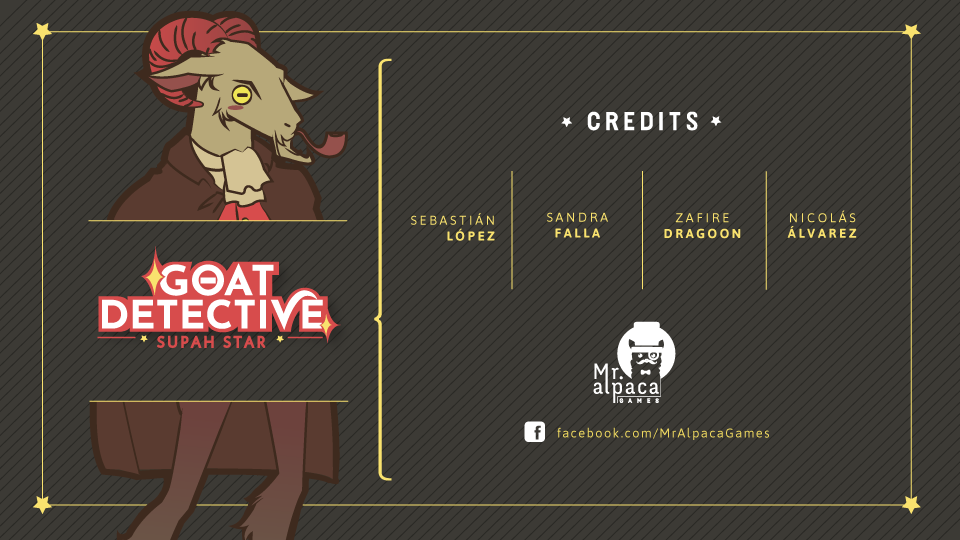 CREDITS
SEBASTIÁN
LÓPEZ
SANDRA
FALLA
ZAFIRE
DRAGOON
NICOLÁS
ÁLVAREZ
GOAT
DETECTIVE
SUPAH STAR
Mr.
alpaca
GAMES
facebook.com/MrAlpacaGames